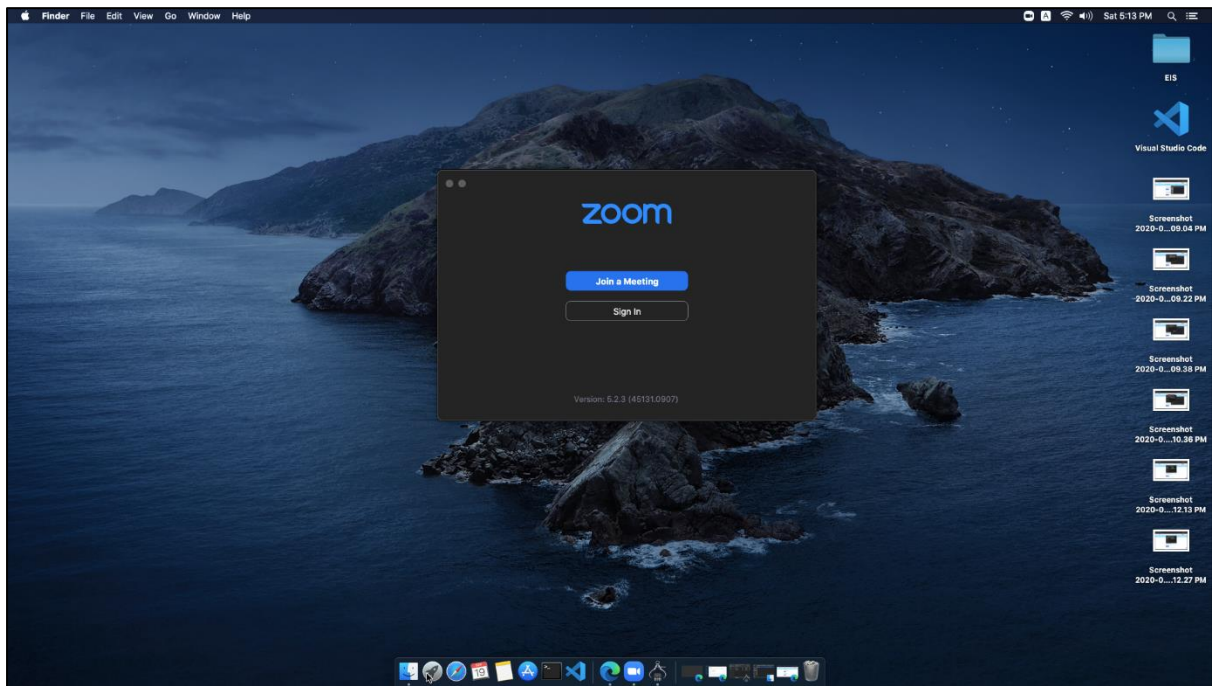 Finder File Edit View Go Window Help
A Sat 5:13 PM
EIS
Visual Studio Code
zoom
Join a Meeting
Sign In
Version: 5.2.3 (45131.0907)
Screenshot
2020-0...09.04 PM
Screenshot
2020-0...09.22 PM
Screenshot
2020-0...09.38 PM
Screenshot
2020-0....10.36 PM
Screenshot
2020-0....12.13 PM
Screenshot
2020-0....12.27 PM
19